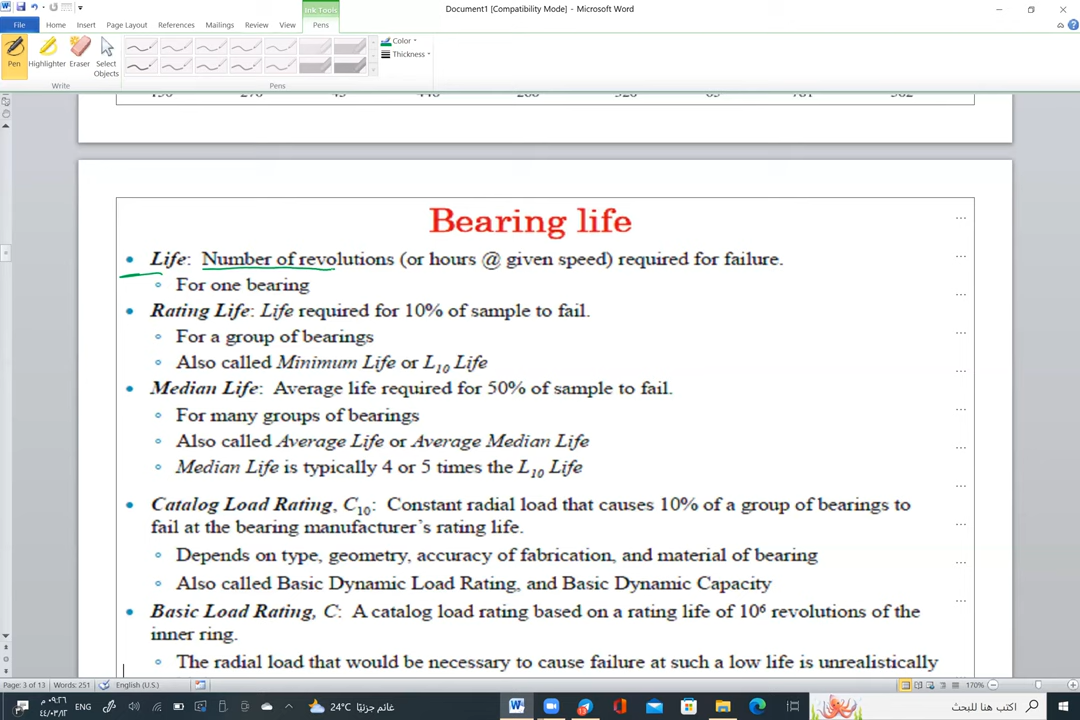 Document1 [Compatibility Mode] - Microsoft Word
Ink Tools
File Home Insert Page Layout References Mailings Review View Pens
Pen Highlighter Eraser Select Objects
Color
Thickness
Write
Pens
Bearing life
• Life: Number of revolutions (or hours @ given speed) required for failure.
◦ For one bearing
• Rating Life: Life required for 10% of sample to fail.
◦ For a group of bearings
◦ Also called Minimum Life or L10 Life
• Median Life: Average life required for 50% of sample to fail.
◦ For many groups of bearings
◦ Also called Average Life or Average Median Life
◦ Median Life is typically 4 or 5 times the L10 Life
• Catalog Load Rating, C10: Constant radial load that causes 10% of a group of bearings to
fail at the bearing manufacturer's rating life.
◦ Depends on type, geometry, accuracy of fabrication, and material of bearing
◦ Also called Basic Dynamic Load Rating, and Basic Dynamic Capacity
• Basic Load Rating, C: A catalog load rating based on a rating life of 10⁶ revolutions of the
inner ring.
◦ The radial load that would be necessary to cause failure at such a low life is unrealistically
Page: 3 of 13 Words: 251 English (U.S.) 170%
ENG 24°C غائم جزئيًا اكتب هنا للبحث